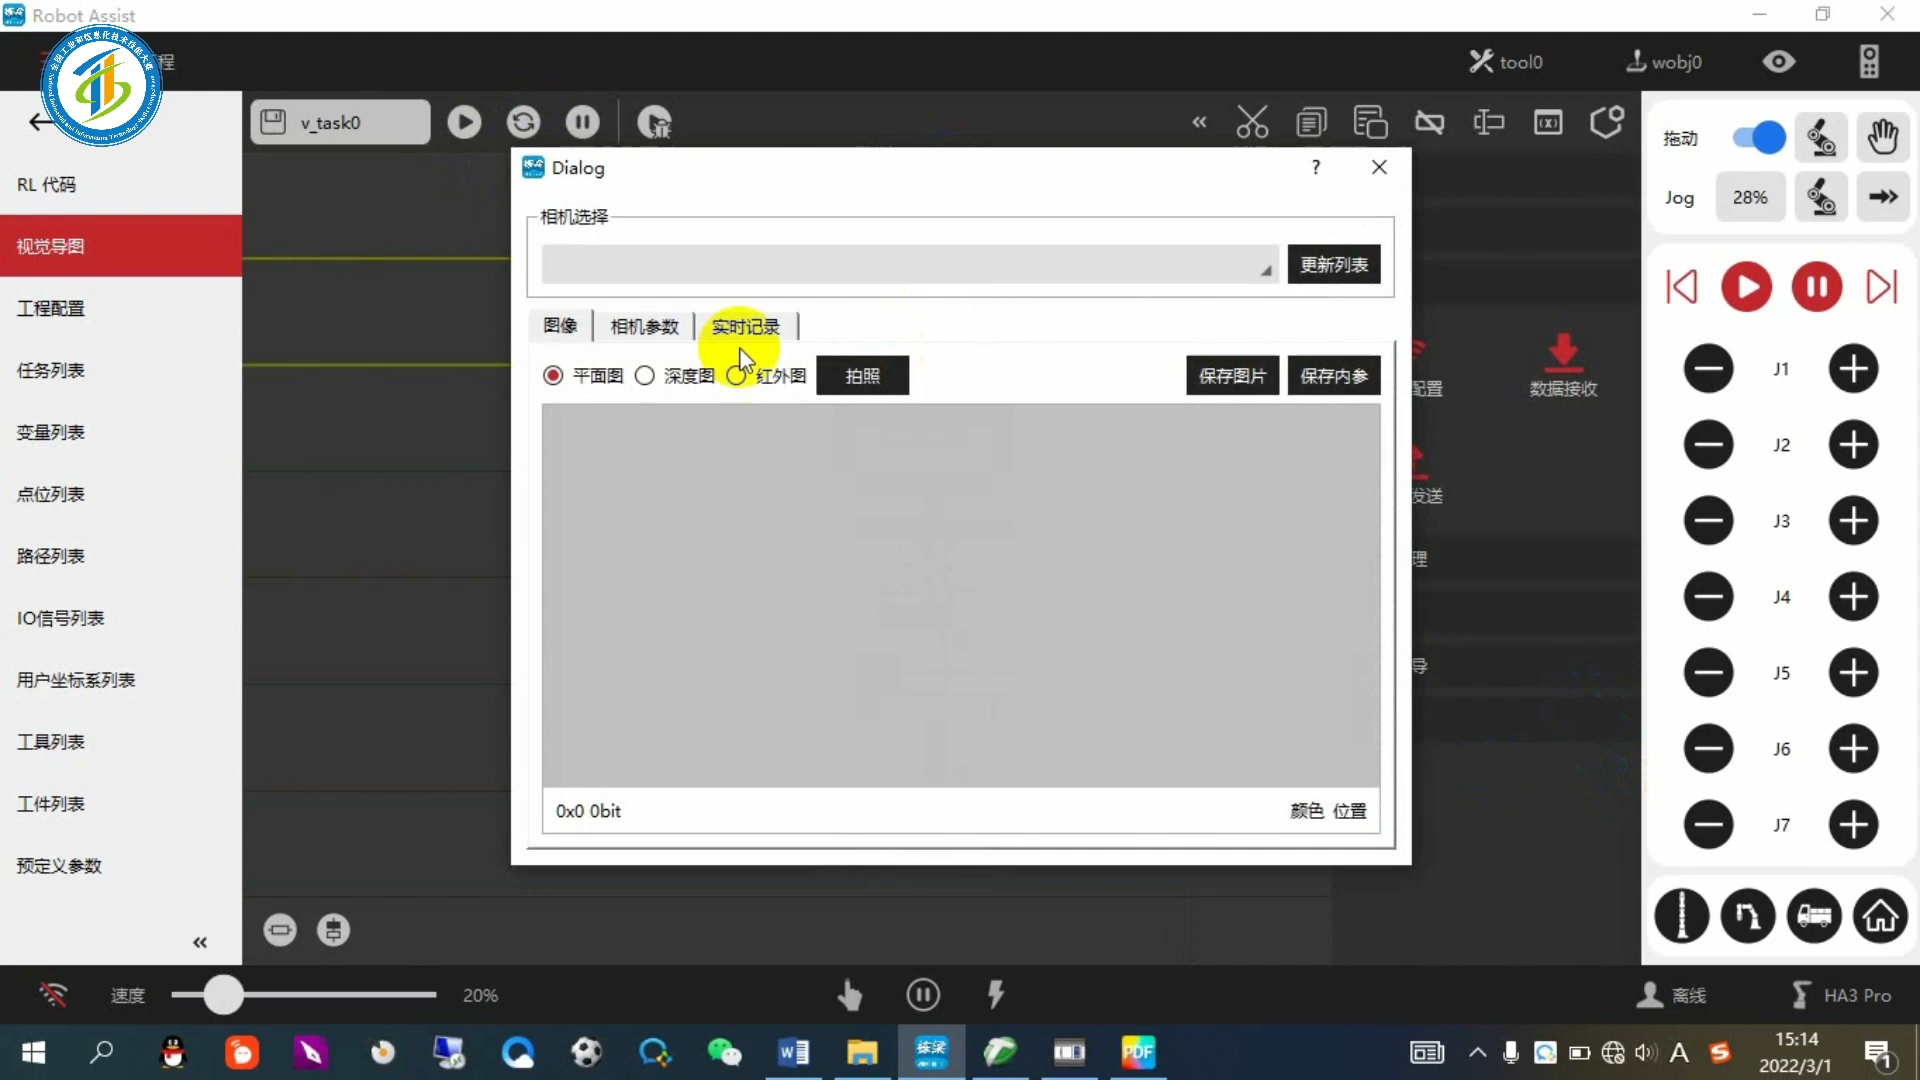 Robot Assist
程
tool0
wobj0
v_task0
RL 代码
视觉导图
工程配置
任务列表
变量列表
点位列表
路径列表
IO信号列表
用户坐标系列表
工具列表
工件列表
预定义参数
«
Dialog
?
相机选择
更新列表
图像
相机参数
实时记录
平面图
深度图
红外图
拍照
保存图片
保存内参
0x0 0bit
颜色 位置
配置
数据接收
发送
理
导
拖动
Jog
28%
J1
J2
J3
J4
J5
J6
J7
速度
20%
离线
HA3 Pro
15:14
2022/3/1